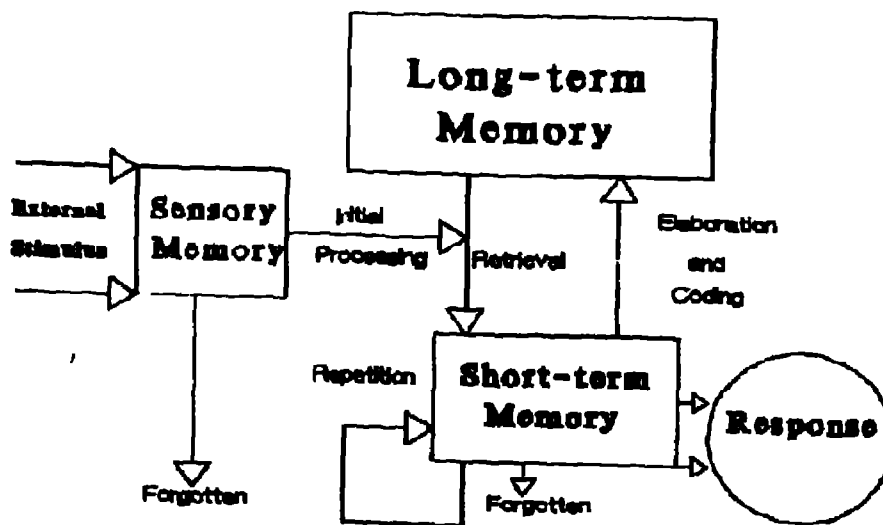 Long-term
Memory
External
Stimulus
Sensory
Memory
Initial
Processing
Retrieval
Elaboration
and
Coding
Repetition
Short-term
Memory
Response
Forgotten
Forgotten